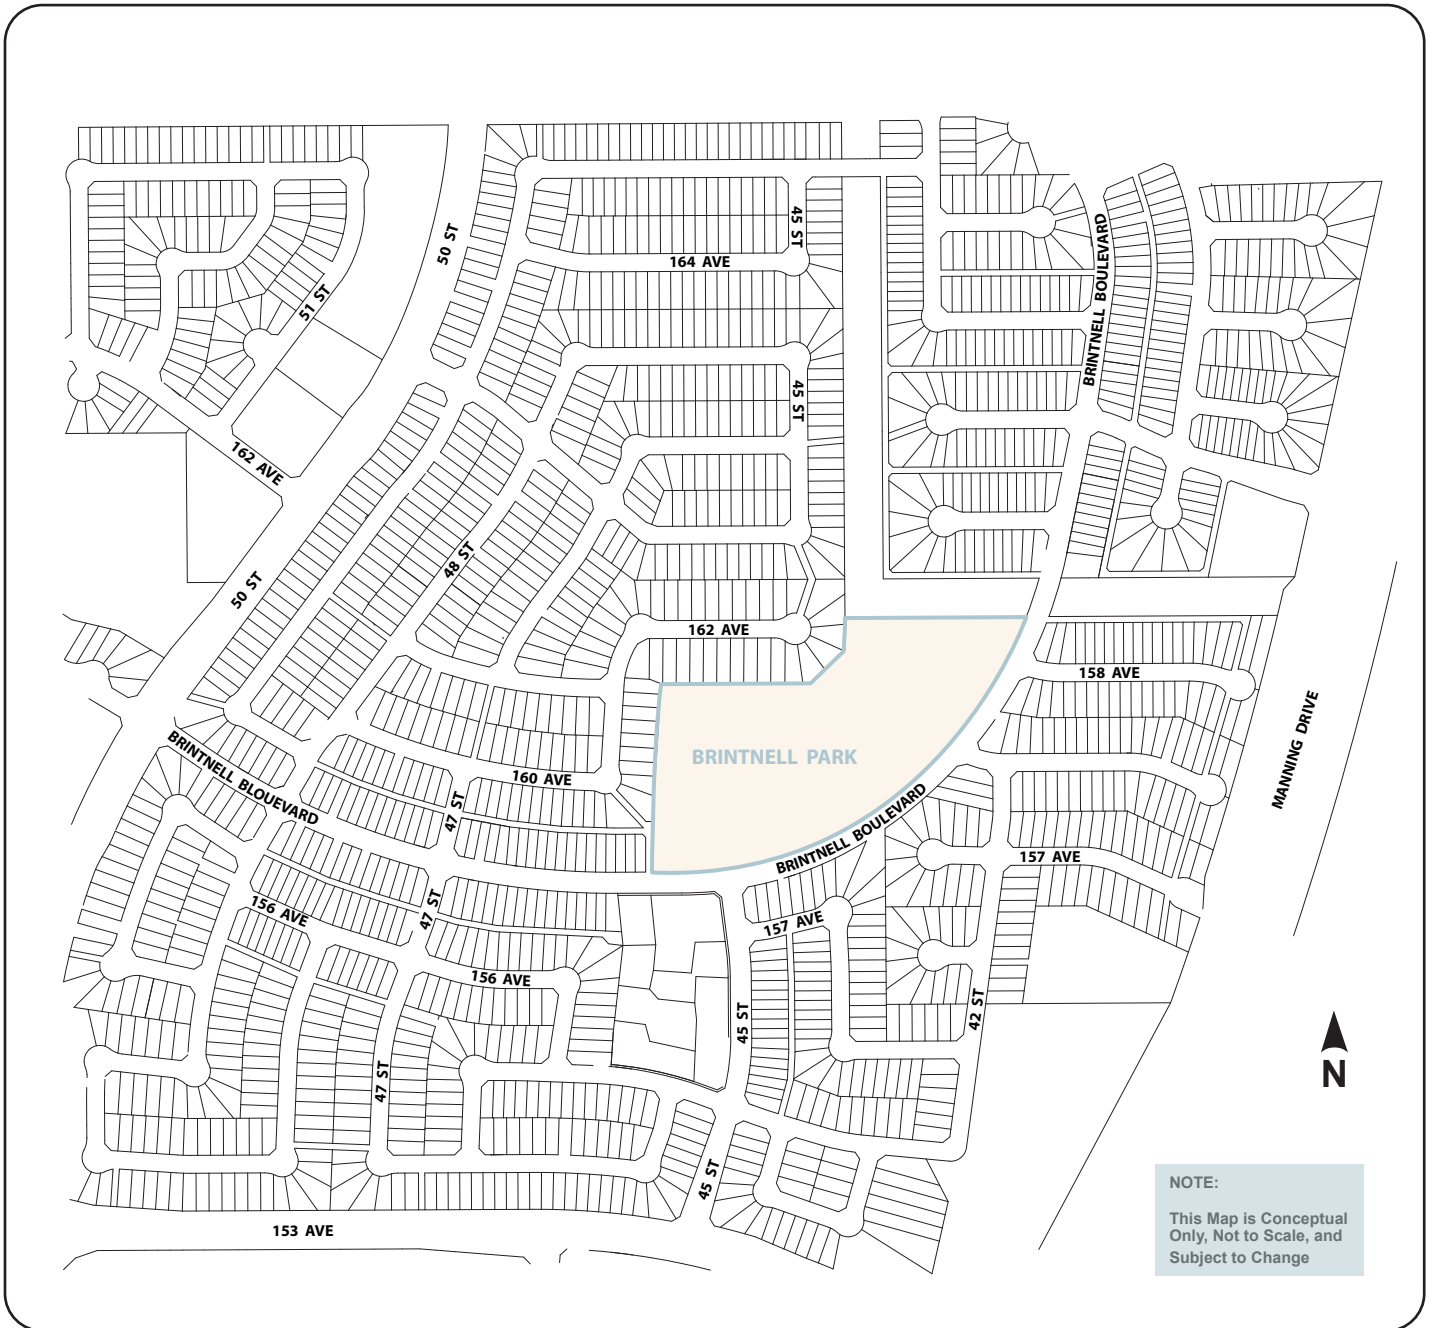 45 ST
50 ST
164 AVE
BRINTNELL BOULEVARD
51 ST
45 ST
162 AVE
48 ST
50 ST
162 AVE
158 AVE
BRINTNELL PARK
MANNING DRIVE
BRINTNELL BLOUEVARD
160 AVE
47 ST
BRINTNELL BOULEVARD
157 AVE
47 ST
156 AVE
157 AVE
156 AVE
45 ST
42 ST
47 ST
N
45 ST
153 AVE
NOTE:
This Map is Conceptual
Only, Not to Scale, and
Subject to Change